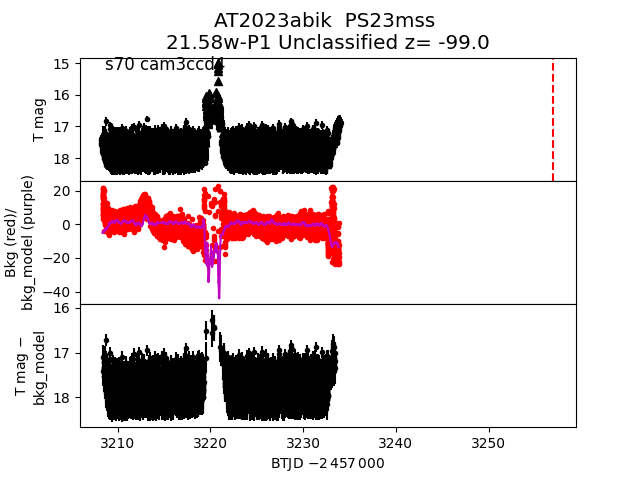 AT2023abik PS23mss
21.58w-P1 Unclassified z= -99.0
s70 cam3ccd1
15
16
17
18
T mag
20
0
−20
−40
Bkg (red)/
bkg_model (purple)
16
17
18
T mag −
bkg_model
3210 3220 3230 3240 3250
BTJD −2 457 000